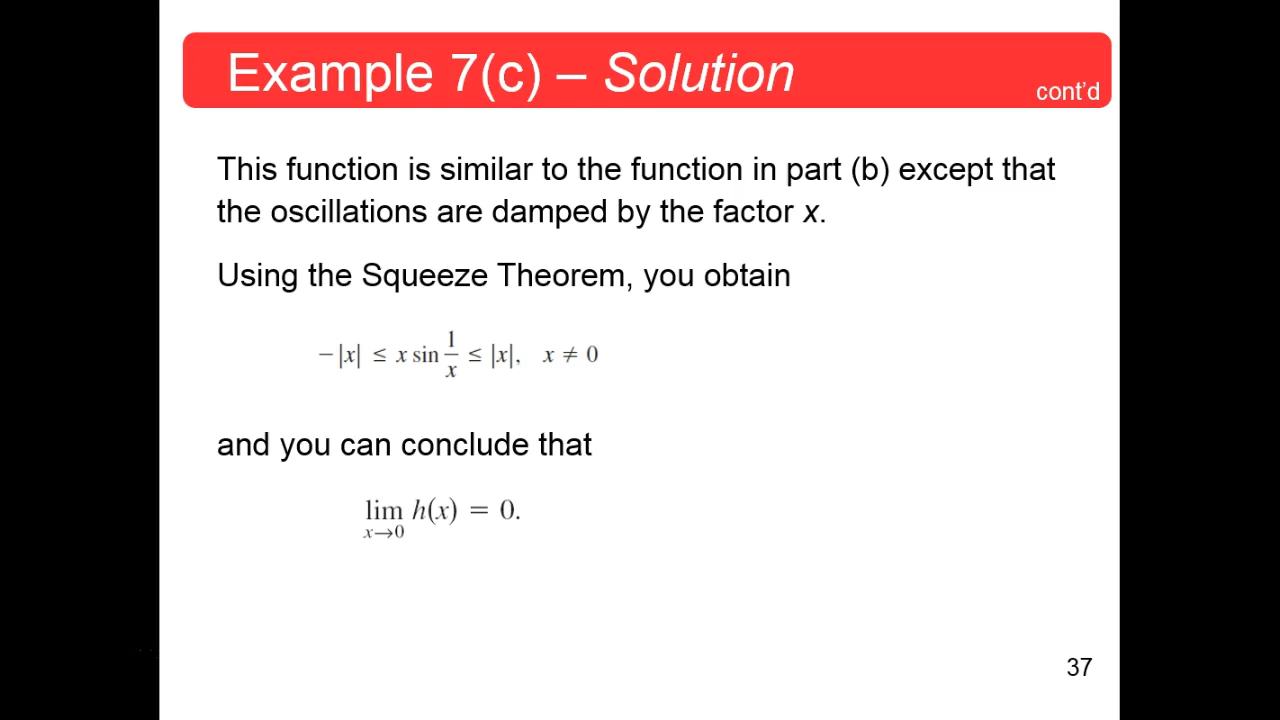 Example 7(c) – Solution
cont'd
This function is similar to the function in part (b) except that
the oscillations are damped by the factor x.
Using the Squeeze Theorem, you obtain
−|x| ≤ x sin 1/x ≤ |x|, x ≠ 0
and you can conclude that
lim x→0 h(x) = 0.
37